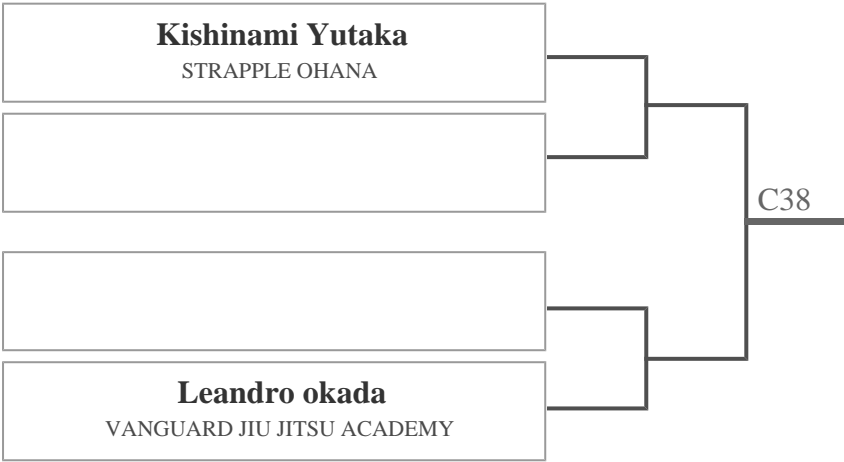 Kishinami Yutaka
STRAPPLE OHANA
C38
Leandro okada
VANGUARD JIU JITSU ACADEMY